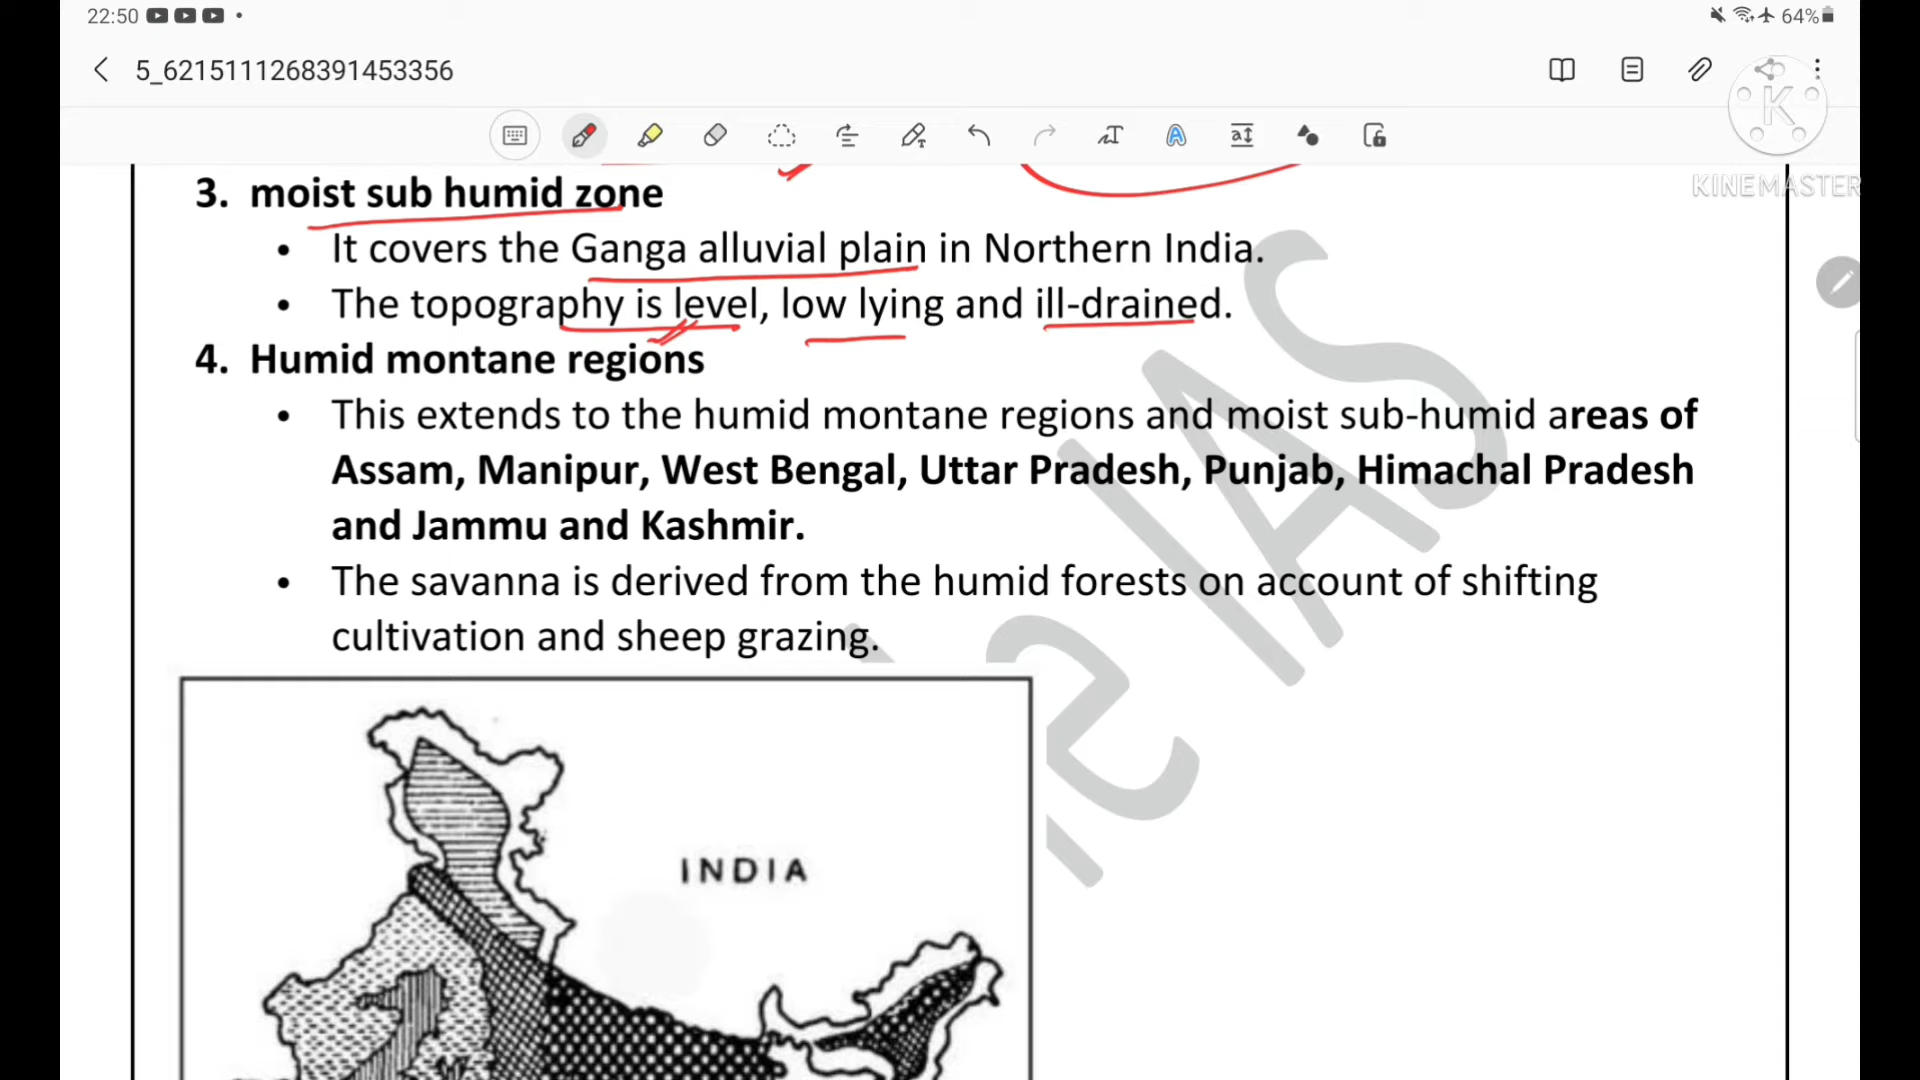 22:50
64%
5_6215111268391453356
K
KINEMASTER
3. moist sub humid zone
• It covers the Ganga alluvial plain in Northern India.
• The topography is level, low lying and ill-drained.
4. Humid montane regions
• This extends to the humid montane regions and moist sub-humid areas of
Assam, Manipur, West Bengal, Uttar Pradesh, Punjab, Himachal Pradesh
and Jammu and Kashmir.
• The savanna is derived from the humid forests on account of shifting
cultivation and sheep grazing.
INDIA
IAS